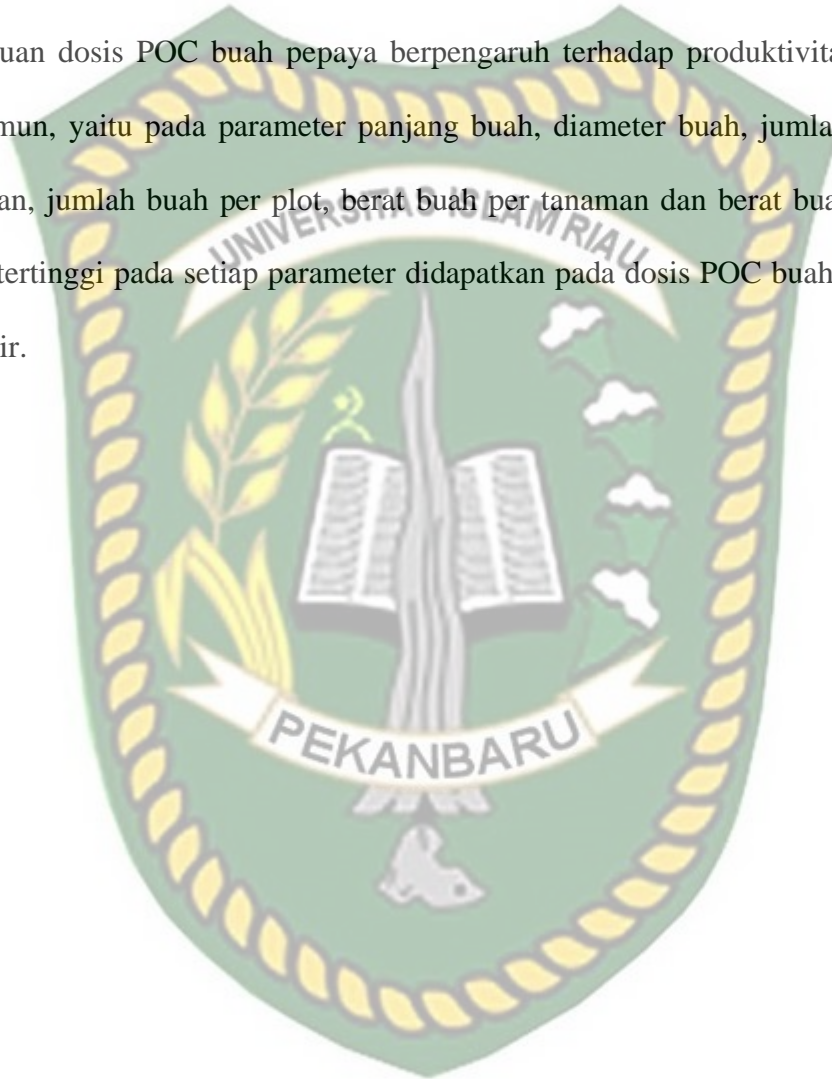 uan dosis POC buah pepaya berpengaruh terhadap produktivita
mun, yaitu pada parameter panjang buah, diameter buah, jumla
an, jumlah buah per plot, berat buah per tanaman dan berat bua
UNIVERSITAS ISLAM RIAU
tertinggi pada setiap parameter didapatkan pada dosis POC buah
ir.
PEKANBARU